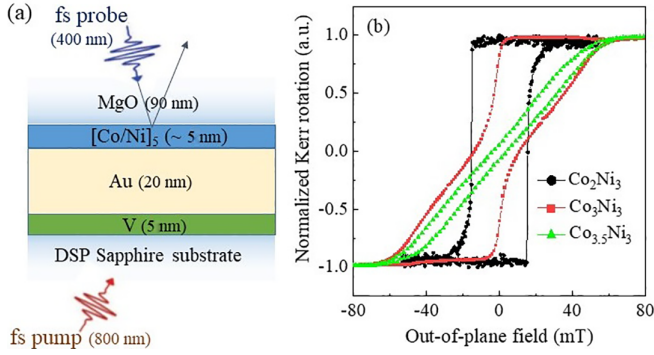 (a)
fs probe
(400 nm)
MgO (90 nm)
[Co/Ni]₅ (~ 5 nm)
Au (20 nm)
V (5 nm)
DSP Sapphire substrate
fs pump (800 nm)
(b)
Normalized Kerr rotation (a.u.)
1.0
0.5
0.0
-0.5
-1.0
Co₂Ni₃
Co₃Ni₃
Co₃.₅Ni₃
-80 -40 0 40 80
Out-of-plane field (mT)